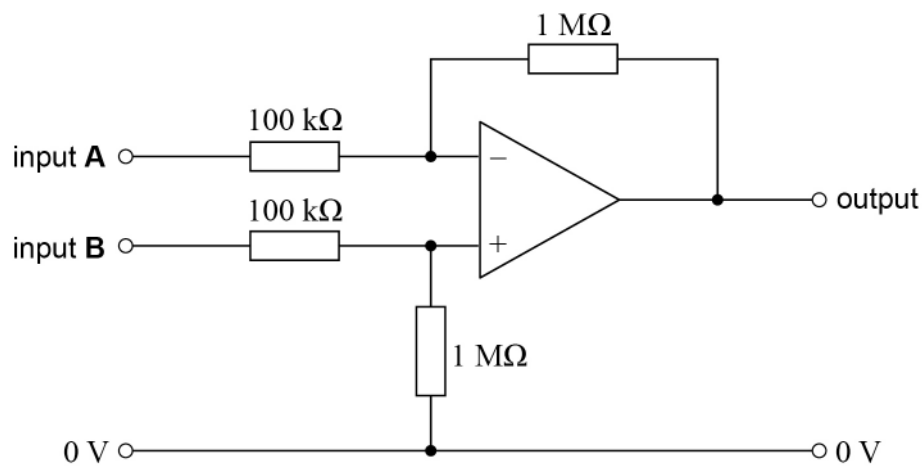 1 MΩ
100 kΩ
input A
−
output
100 kΩ
input B
+
1 MΩ
0 V
0 V